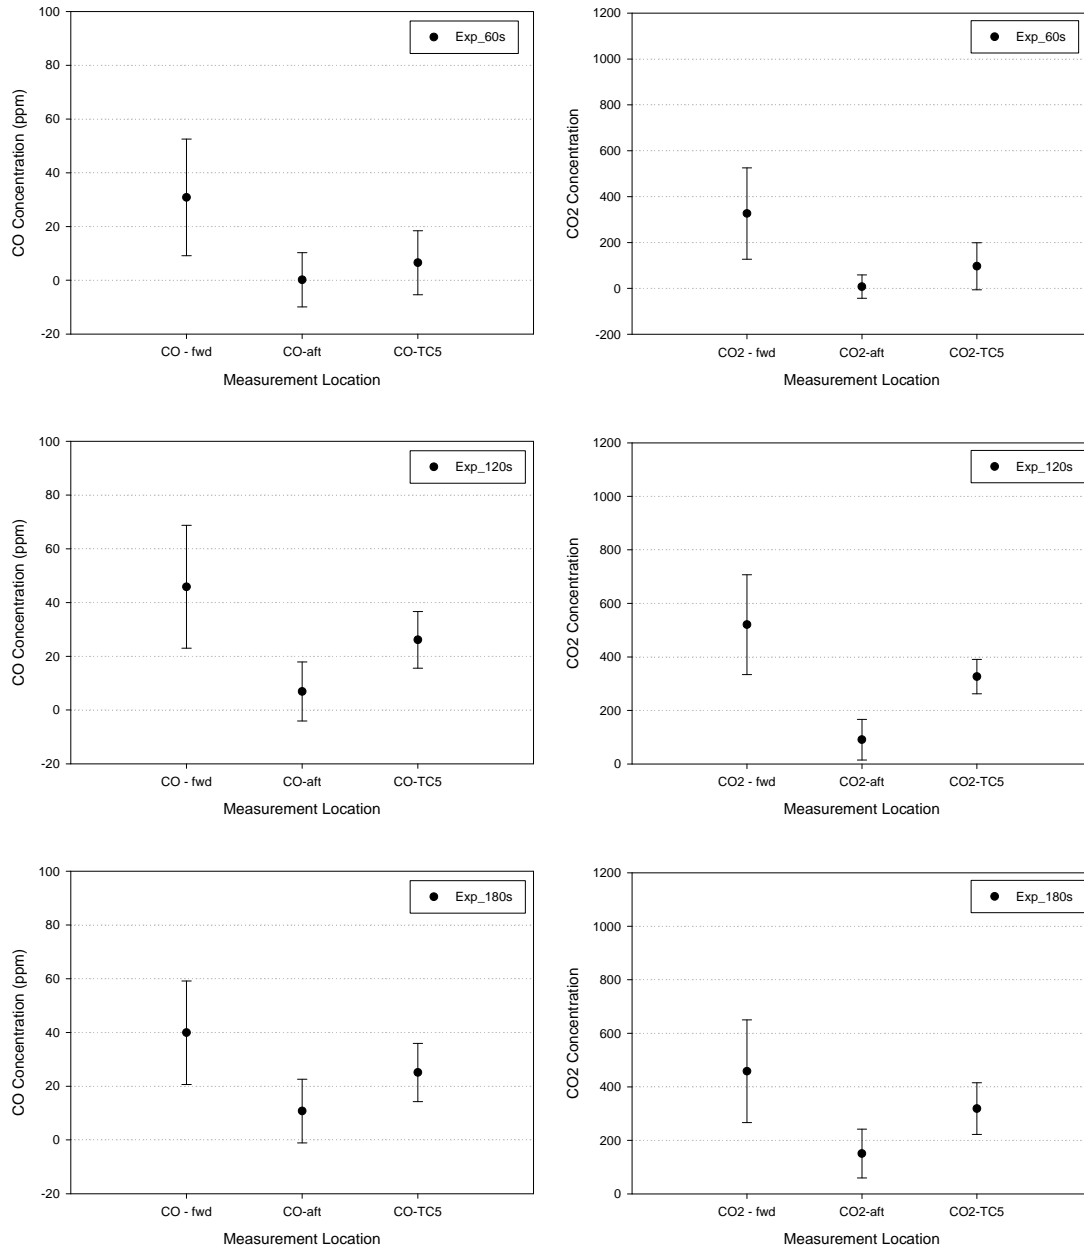 100
80
60
40
20
0
-20
CO Concentration (ppm)
Exp_60s
CO - fwd CO-aft CO-TC5
Measurement Location
1200
1000
800
600
400
200
0
-200
CO2 Concentration
Exp_60s
CO2 - fwd CO2-aft CO2-TC5
Measurement Location
100
80
60
40
20
0
-20
CO Concentration (ppm)
Exp_120s
CO - fwd CO-aft CO-TC5
Measurement Location
1200
1000
800
600
400
200
0
CO2 Concentration
Exp_120s
CO2 - fwd CO2-aft CO2-TC5
Measurement Location
100
80
60
40
20
0
-20
CO Concentration (ppm)
Exp_180s
CO - fwd CO-aft CO-TC5
Measurement Location
1200
1000
800
600
400
200
0
CO2 Concentration
Exp_180s
CO2 - fwd CO2-aft CO2-TC5
Measurement Location